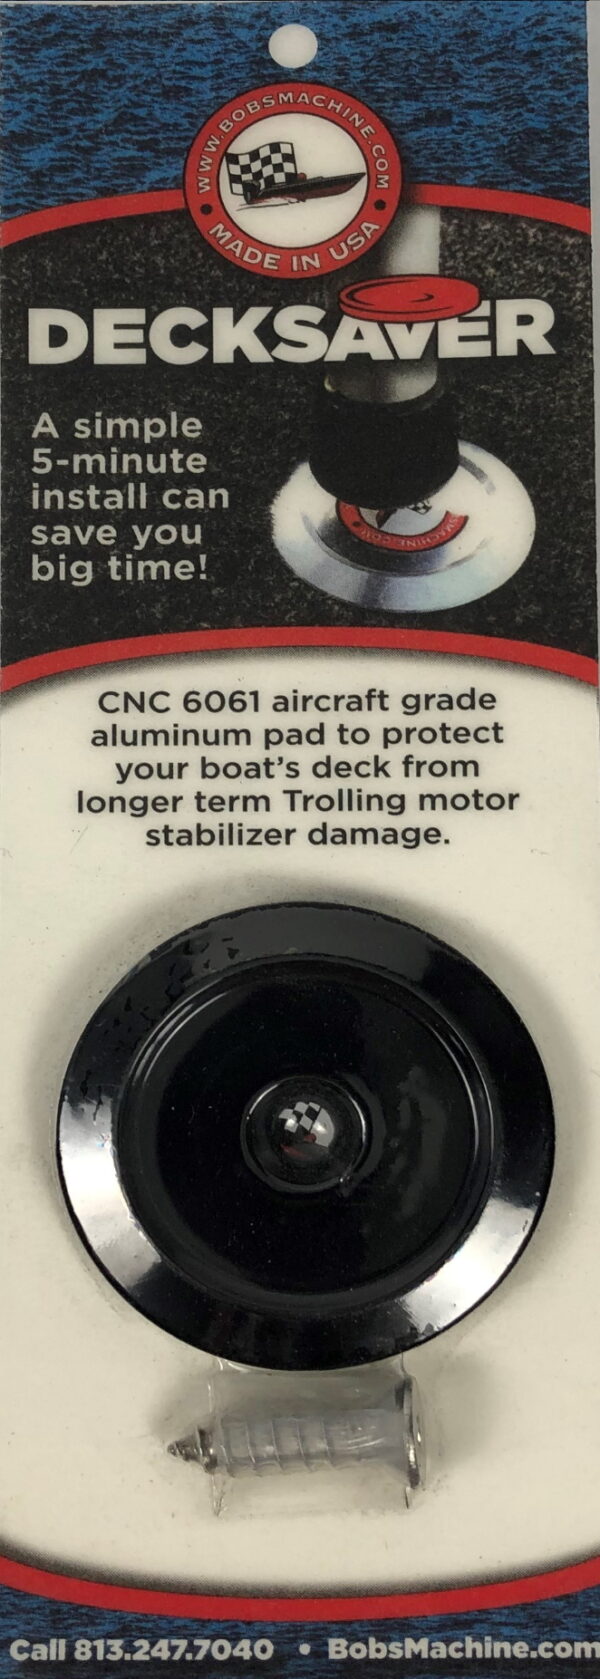 WWW.BOBSMACHINE.COM
MADE IN USA
DECKSAVER
A simple
5-minute
install can
save you
big time!
SMACHINE.COM
CNC 6061 aircraft grade
aluminum pad to protect
your boat's deck from
longer term Trolling motor
stabilizer damage.
Call 813.247.7040 • BobsMachine.com